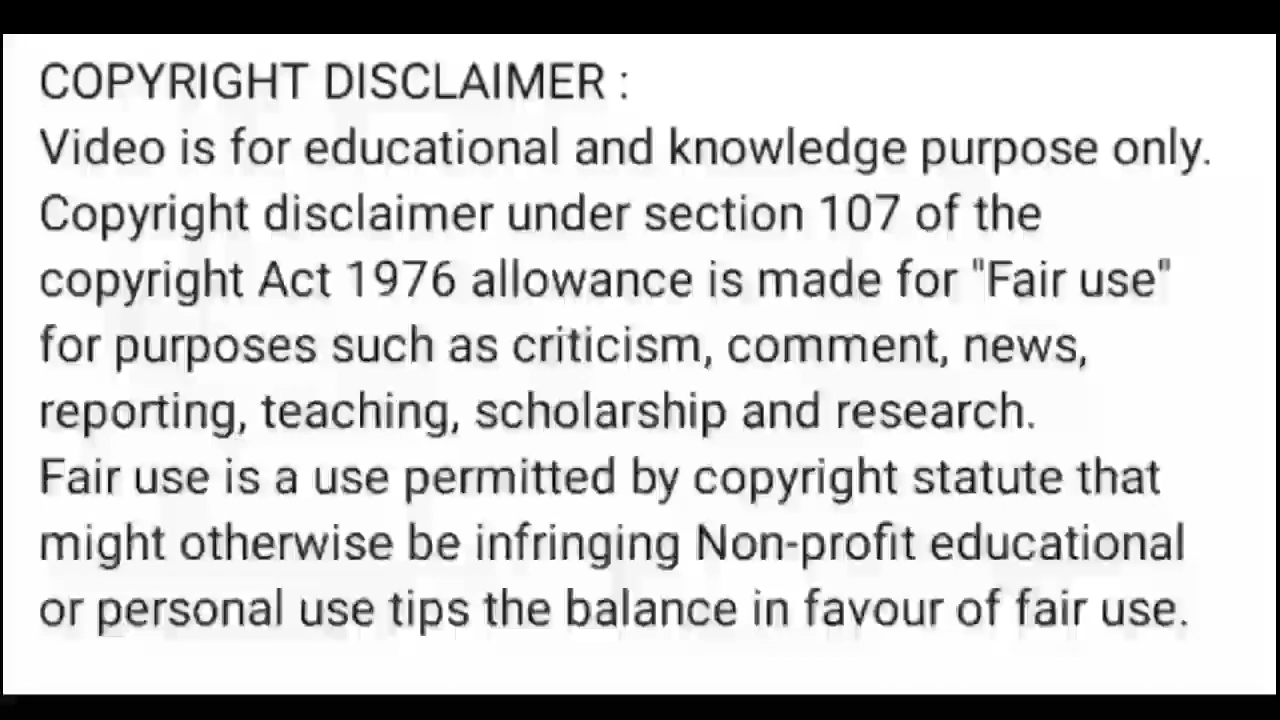 COPYRIGHT DISCLAIMER :
Video is for educational and knowledge purpose only.
Copyright disclaimer under section 107 of the
copyright Act 1976 allowance is made for "Fair use"
for purposes such as criticism, comment, news,
reporting, teaching, scholarship and research.
Fair use is a use permitted by copyright statute that
might otherwise be infringing Non-profit educational
or personal use tips the balance in favour of fair use.